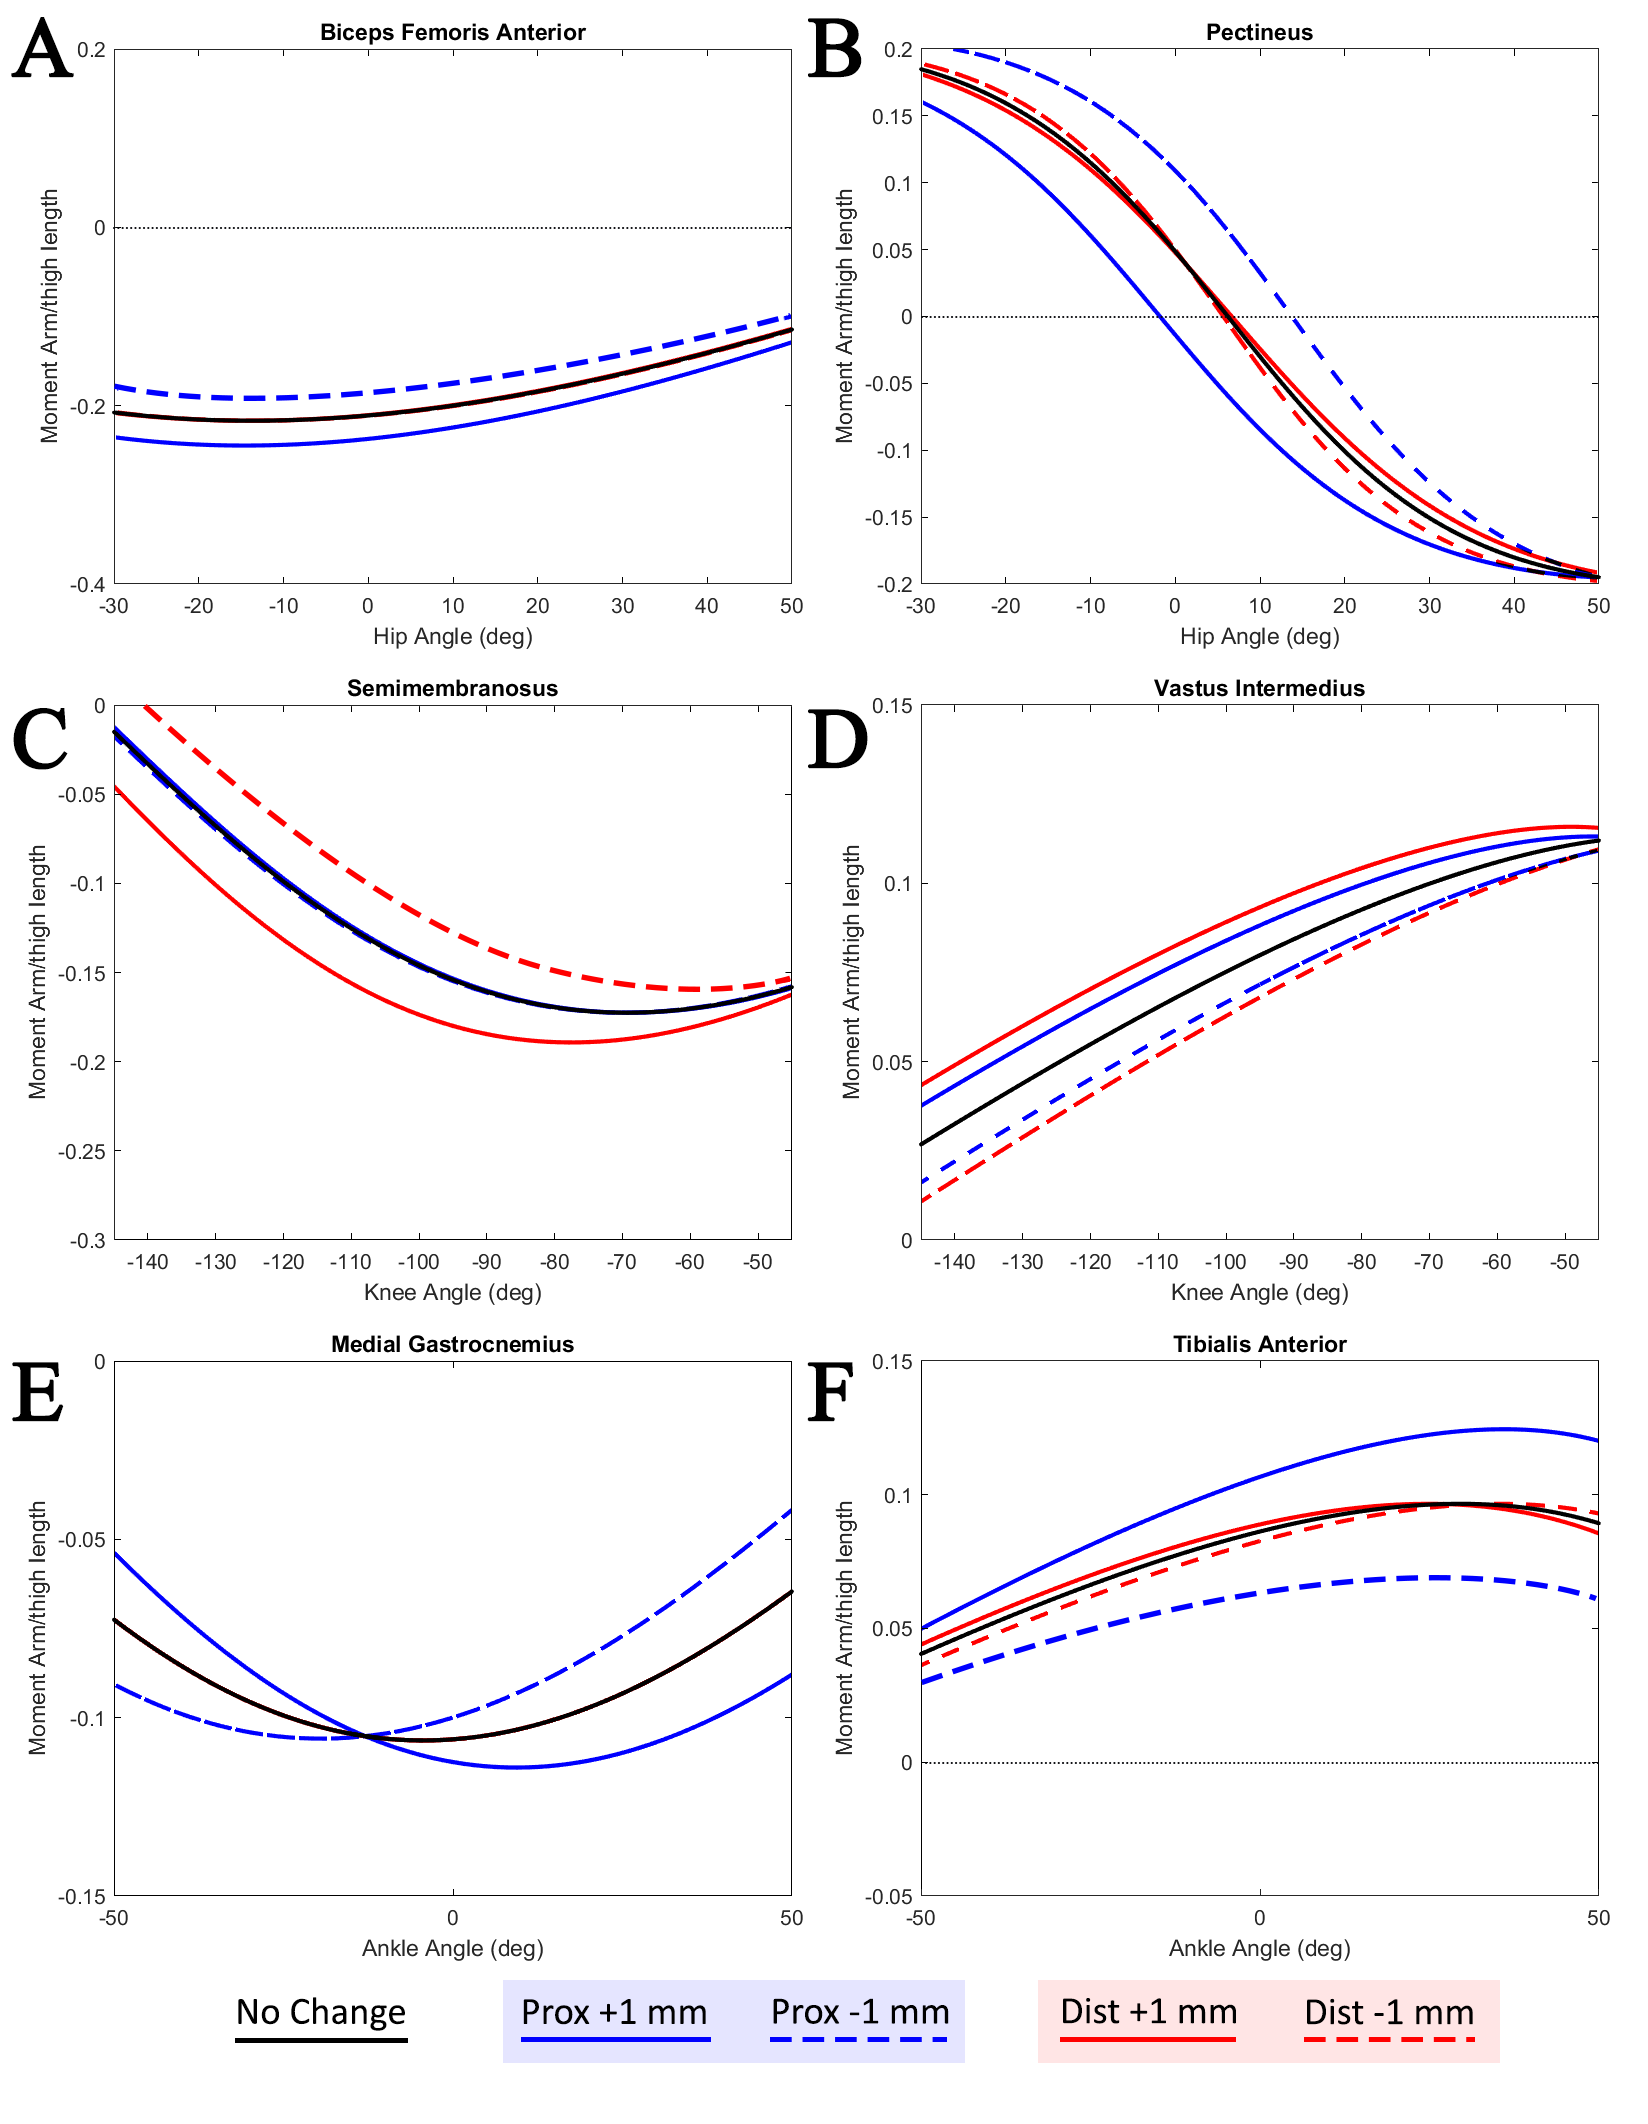 A
Biceps Femoris Anterior
0.2
0
-0.2
-0.4
Moment Arm/thigh length
-30 -20 -10 0 10 20 30 40 50
Hip Angle (deg)
B
Pectineus
0.2
0.15
0.1
0.05
0
-0.05
-0.1
-0.15
-0.2
Moment Arm/thigh length
-30 -20 -10 0 10 20 30 40 50
Hip Angle (deg)
C
Semimembranosus
0
-0.05
-0.1
-0.15
-0.2
-0.25
-0.3
Moment Arm/thigh length
-140 -130 -120 -110 -100 -90 -80 -70 -60 -50
Knee Angle (deg)
D
Vastus Intermedius
0.15
0.1
0.05
0
Moment Arm/thigh length
-140 -130 -120 -110 -100 -90 -80 -70 -60 -50
Knee Angle (deg)
E
Medial Gastrocnemius
0
-0.05
-0.1
-0.15
Moment Arm/thigh length
-50 0 50
Ankle Angle (deg)
F
Tibialis Anterior
0.15
0.1
0.05
0
-0.05
Moment Arm/thigh length
-50 0 50
Ankle Angle (deg)
No Change Prox +1 mm Prox -1 mm Dist +1 mm Dist -1 mm